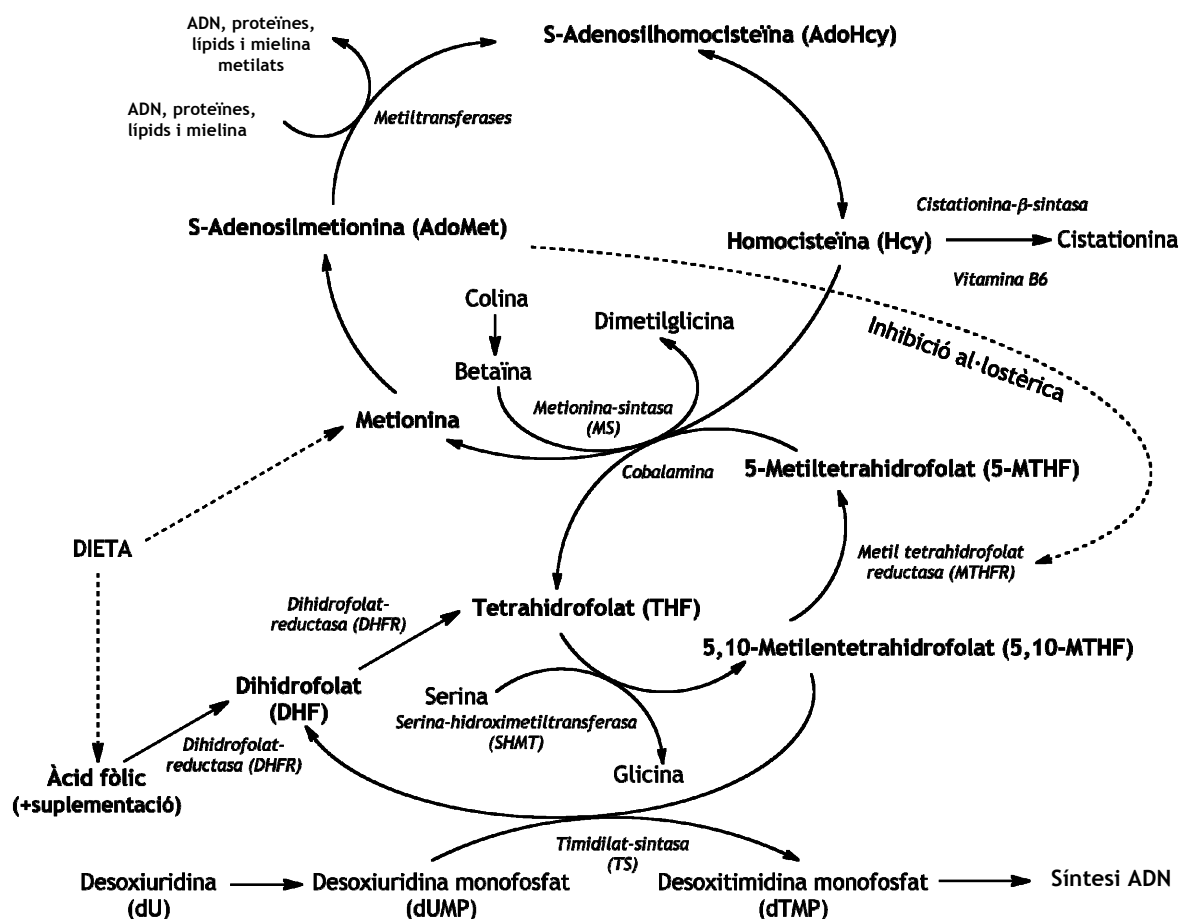 ADN, proteïnes,
lípids i mielina
metilats
S-Adenosilhomocisteïna (AdoHcy)
ADN, proteïnes,
lípids i mielina
Metiltransferases
S-Adenosilmetionina (AdoMet)
Cistationina-β-sintasa
Homocisteïna (Hcy)
Cistationina
Vitamina B6
Colina
Dimetilglicina
Inhibició al·lostèrica
Betaïna
Metionina-sintasa
(MS)
Metionina
Cobalamina
5-Metiltetrahidrofolat (5-MTHF)
DIETA
Metil tetrahidrofolat
reductasa (MTHFR)
Dihidrofolat-
reductasa (DHFR)
Tetrahidrofolat (THF)
5,10-Metilentetrahidrofolat (5,10-MTHF)
Dihidrofolat
(DHF)
Serina
Serina-hidroximetiltransferasa
(SHMT)
Dihidrofolat-
reductasa (DHFR)
Àcid fòlic
(+suplementació)
Glicina
Timidilat-sintasa
(TS)
Desoxiuridina
(dU)
Desoxiuridina monofosfat
(dUMP)
Desoxitimidina monofosfat
(dTMP)
Síntesi ADN